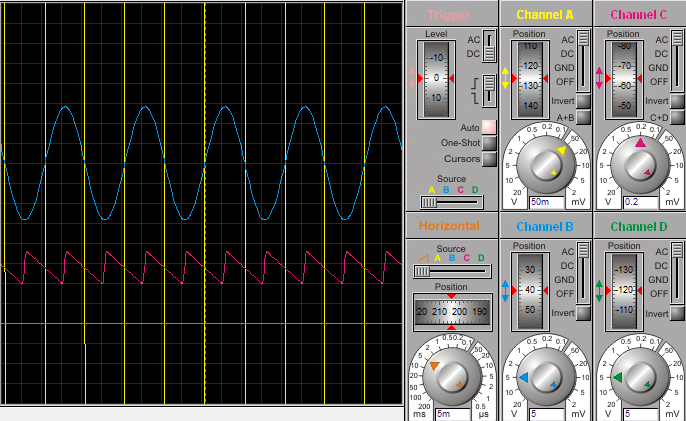 Trigger
Level
-10
0
10
AC
DC
Auto
One-Shot
Cursors
Source
A B C D
Channel A
Position
110
120
130
140
AC
DC
GND
OFF
Invert
A+B
1 0.5 0.2 0.1 50
2 20
5 10
10 5
20 2
V 50m mV
Channel C
Position
-80
-70
-60
-50
AC
DC
GND
OFF
Invert
C+D
1 0.5 0.2 0.1 50
2 20
5 10
10 5
20 2
V 0.2 mV
Horizontal
Source
A B C D
Position
20 210 200 190
1 0.5 0.2 0.1 50
2 20
5 10
10 5
20 2
50 1
100 0.5
200
ms 5m µs
Channel B
Position
30
40
50
AC
DC
GND
OFF
Invert
1 0.5 0.2 0.1 50
2 20
5 10
10 5
20 2
V 5 mV
Channel D
Position
-130
-120
-110
AC
DC
GND
OFF
Invert
1 0.5 0.2 0.1 50
2 20
5 10
10 5
20 2
V 5 mV